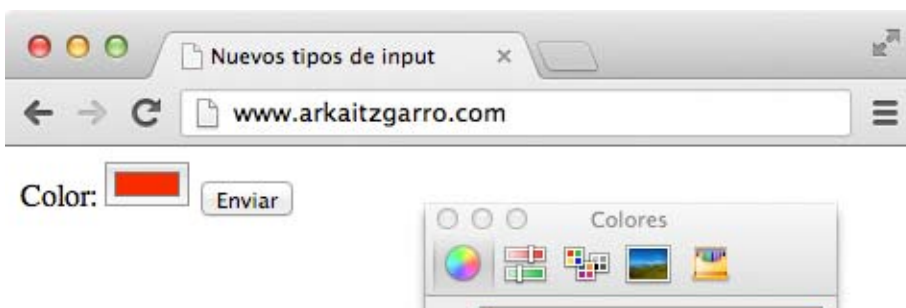 Nuevos tipos de input
www.arkaitzgarro.com
Color:
Enviar
Colores